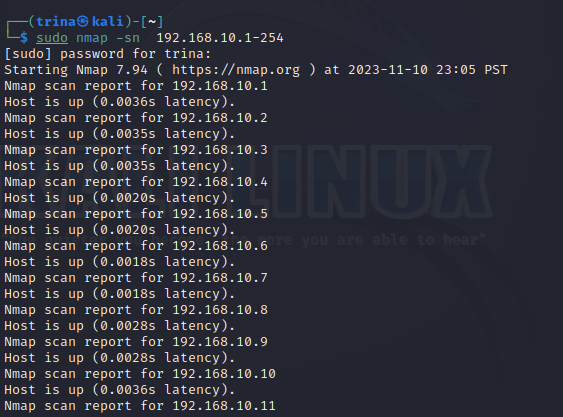 ┌──(trina㉿kali)-[~]
└─$ sudo nmap -sn  192.168.10.1-254
[sudo] password for trina:
Starting Nmap 7.94 ( https://nmap.org ) at 2023-11-10 23:05 PST
Nmap scan report for 192.168.10.1
Host is up (0.0036s latency).
Nmap scan report for 192.168.10.2
Host is up (0.0035s latency).
Nmap scan report for 192.168.10.3
Host is up (0.0035s latency).
Nmap scan report for 192.168.10.4
Host is up (0.0020s latency).
Nmap scan report for 192.168.10.5
Host is up (0.0020s latency).
Nmap scan report for 192.168.10.6
Host is up (0.0018s latency).
Nmap scan report for 192.168.10.7
Host is up (0.0018s latency).
Nmap scan report for 192.168.10.8
Host is up (0.0028s latency).
Nmap scan report for 192.168.10.9
Host is up (0.0028s latency).
Nmap scan report for 192.168.10.10
Host is up (0.0036s latency).
Nmap scan report for 192.168.10.11
LINUX
more you are able to hear"